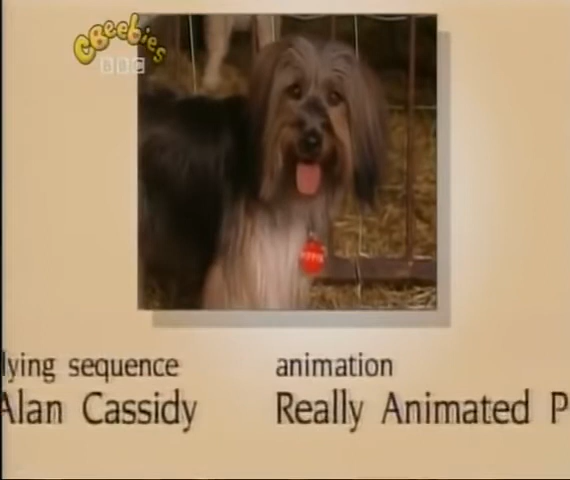 CBeebies
BBC
lying sequence
Alan Cassidy
animation
Really Animated P